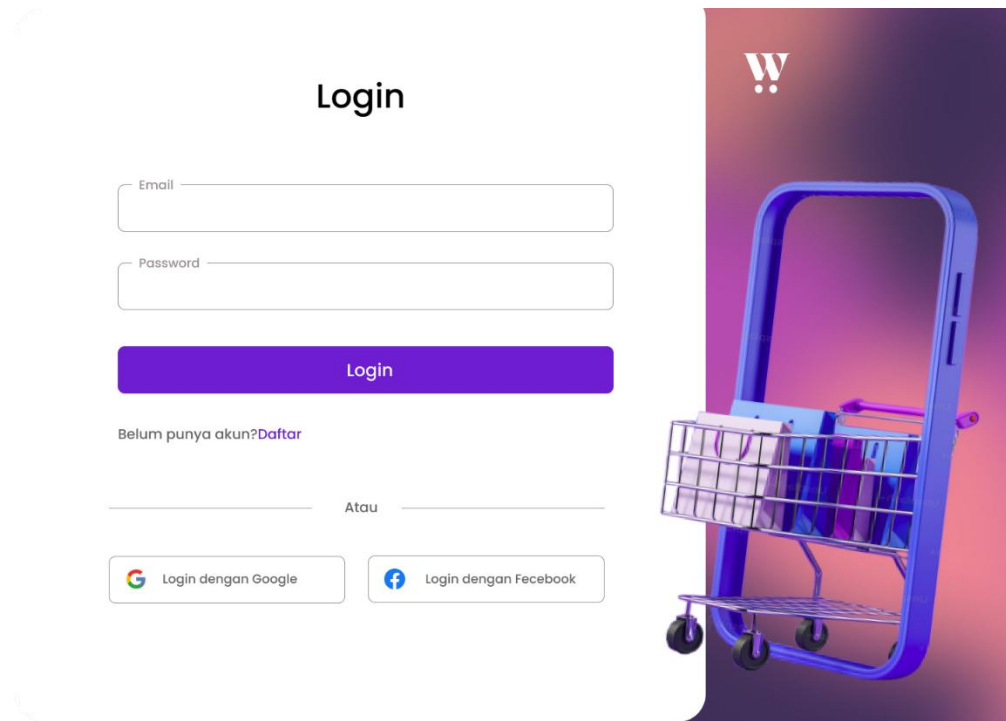 W
Login
Email
Password
Login
Belum punya akun?Daftar
Atau
Login dengan Google
Login dengan Fecebook